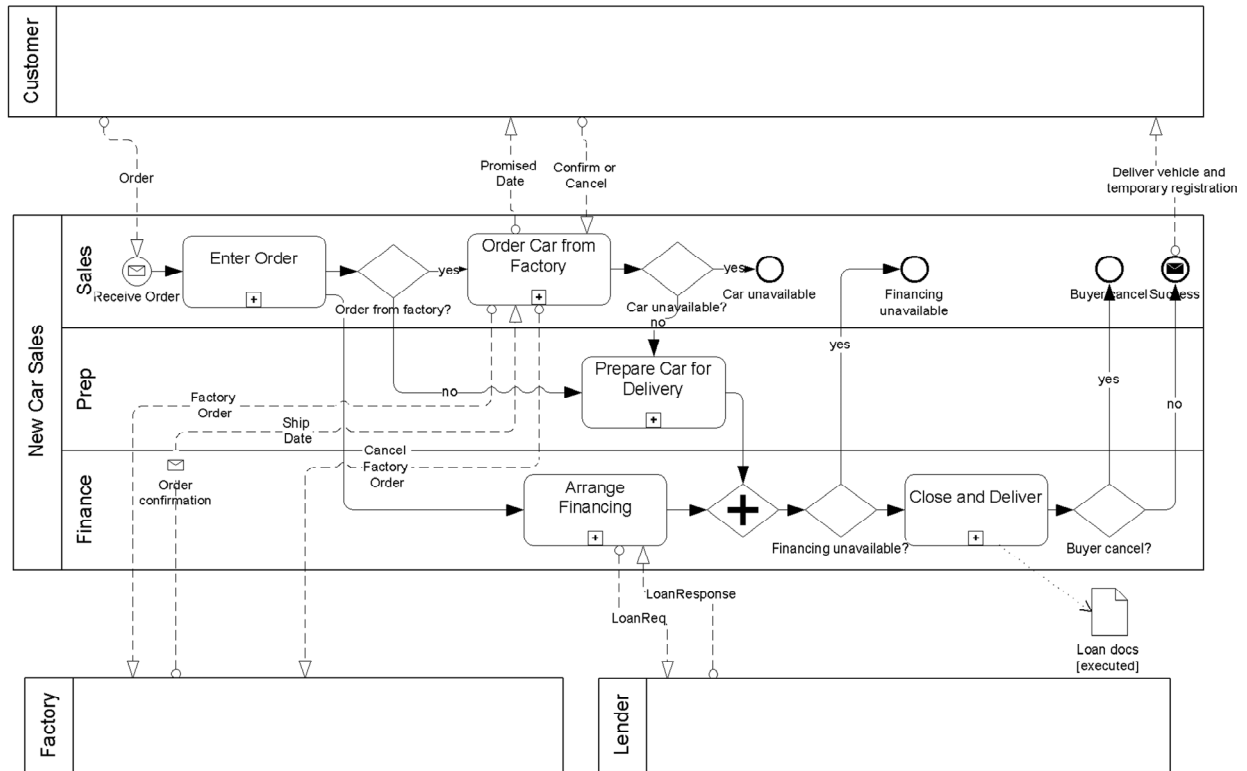 Customer
Order
Promised
Date
Confirm or
Cancel
Deliver vehicle and
temporary registration
New Car Sales
Sales
Receive Order
Enter Order
Order from factory?
yes
no
Order Car from
Factory
Car unavailable?
yes
no
Car unavailable
Financing
unavailable
Buyer cancel
Success
Prep
Prepare Car for
Delivery
Factory
Order
Ship
Date
Cancel
Factory
Order
Order
confirmation
yes
yes
no
Finance
Arrange
Financing
Financing unavailable?
Close and Deliver
Buyer cancel?
LoanReq
LoanResponse
Loan docs
[executed]
Factory
Lender